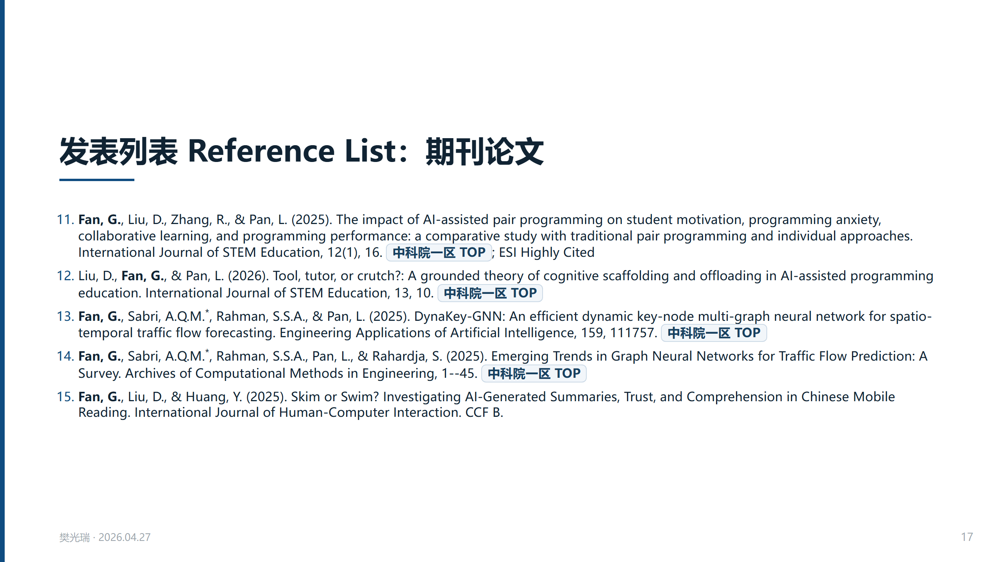 发表列表 Reference List：期刊论文
11. Fan, G., Liu, D., Zhang, R., & Pan, L. (2025). The impact of AI-assisted pair programming on student motivation, programming anxiety,
collaborative learning, and programming performance: a comparative study with traditional pair programming and individual approaches.
International Journal of STEM Education, 12(1), 16. 中科院一区 TOP; ESI Highly Cited
12. Liu, D., Fan, G., & Pan, L. (2026). Tool, tutor, or crutch?: A grounded theory of cognitive scaffolding and offloading in AI-assisted programming
education. International Journal of STEM Education, 13, 10. 中科院一区 TOP
13. Fan, G., Sabri, A.Q.M.*, Rahman, S.S.A., & Pan, L. (2025). DynaKey-GNN: An efficient dynamic key-node multi-graph neural network for spatio-
temporal traffic flow forecasting. Engineering Applications of Artificial Intelligence, 159, 111757. 中科院一区 TOP
14. Fan, G., Sabri, A.Q.M.*, Rahman, S.S.A., Pan, L., & Rahardja, S. (2025). Emerging Trends in Graph Neural Networks for Traffic Flow Prediction: A
Survey. Archives of Computational Methods in Engineering, 1--45. 中科院一区 TOP
15. Fan, G., Liu, D., & Huang, Y. (2025). Skim or Swim? Investigating AI-Generated Summaries, Trust, and Comprehension in Chinese Mobile
Reading. International Journal of Human-Computer Interaction. CCF B.
樊光瑞 · 2026.04.27
17